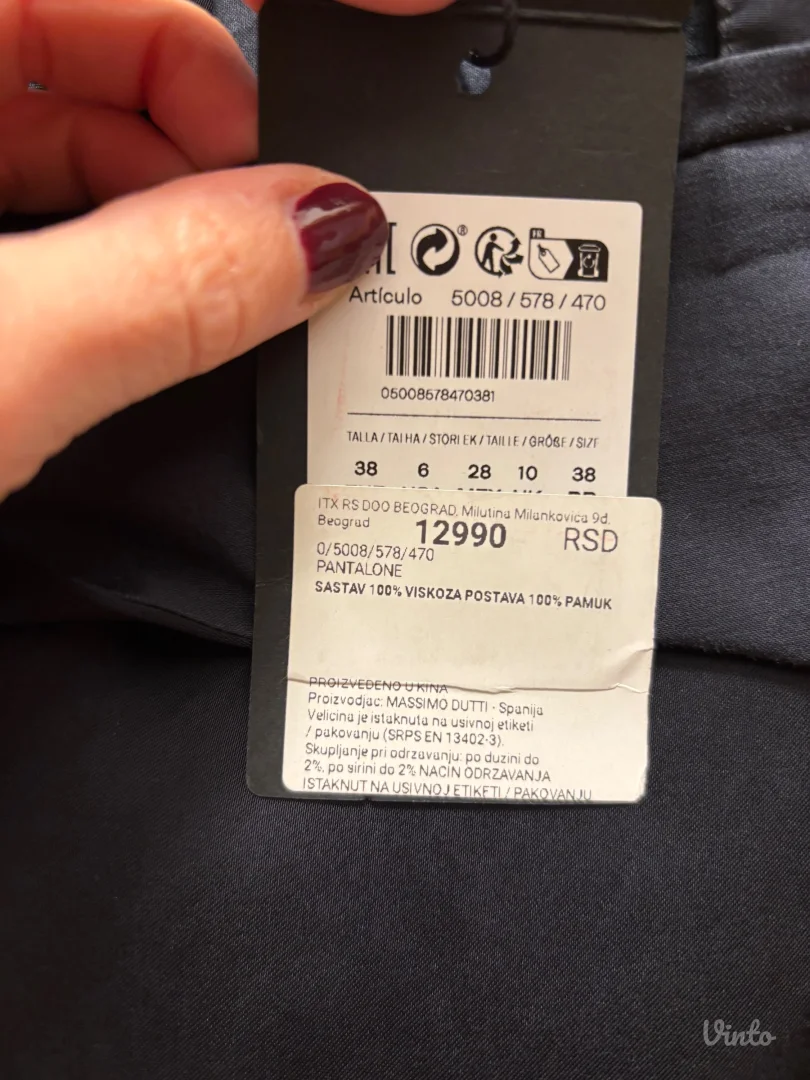 ®
FR
Artículo 5008 / 578 / 470
05008578470381
TALLA / TAI HA / STØRLEK / TAILLE / GRÖßE / SIZE
38 6 28 10 38
ITX RS DOO BEOGRAD, Milutina Milankovica 9d,
Beograd 12990 RSD
0/5008/578/470
PANTALONE
SASTAV 100% VISKOZA POSTAVA 100% PAMUK
PROIZVEDENO U KINA
Proizvodjac: MASSIMO DUTTI - Spanija
Velicina je istaknuta na usivnoj etiketi
/ pakovanju (SRPS EN 13402-3).
Skupljanje pri odrzavanju: po duzini do
2%, po sirini do 2% NACIN ODRZAVANJA
ISTAKNUT NA USIVNOJ ETIKETI / PAKOVANJU
Vinto